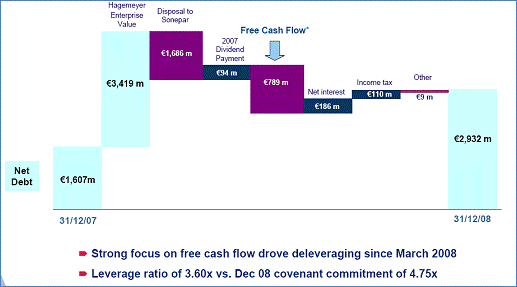 Hagemeyer
Enterprise
Value
Disposal to
Sonepar
2007
Dividend
Payment
Free Cash Flow*
Net interest
Income tax
Other
€1,686 m
€94 m
€3,419 m
€789 m
€186 m
€110 m
€9 m
€2,932 m
Net
Debt
€1,607m
31/12/07
31/12/08
Strong focus on free cash flow drove deleveraging since March 2008
Leverage ratio of 3.60x vs. Dec 08 covenant commitment of 4.75x